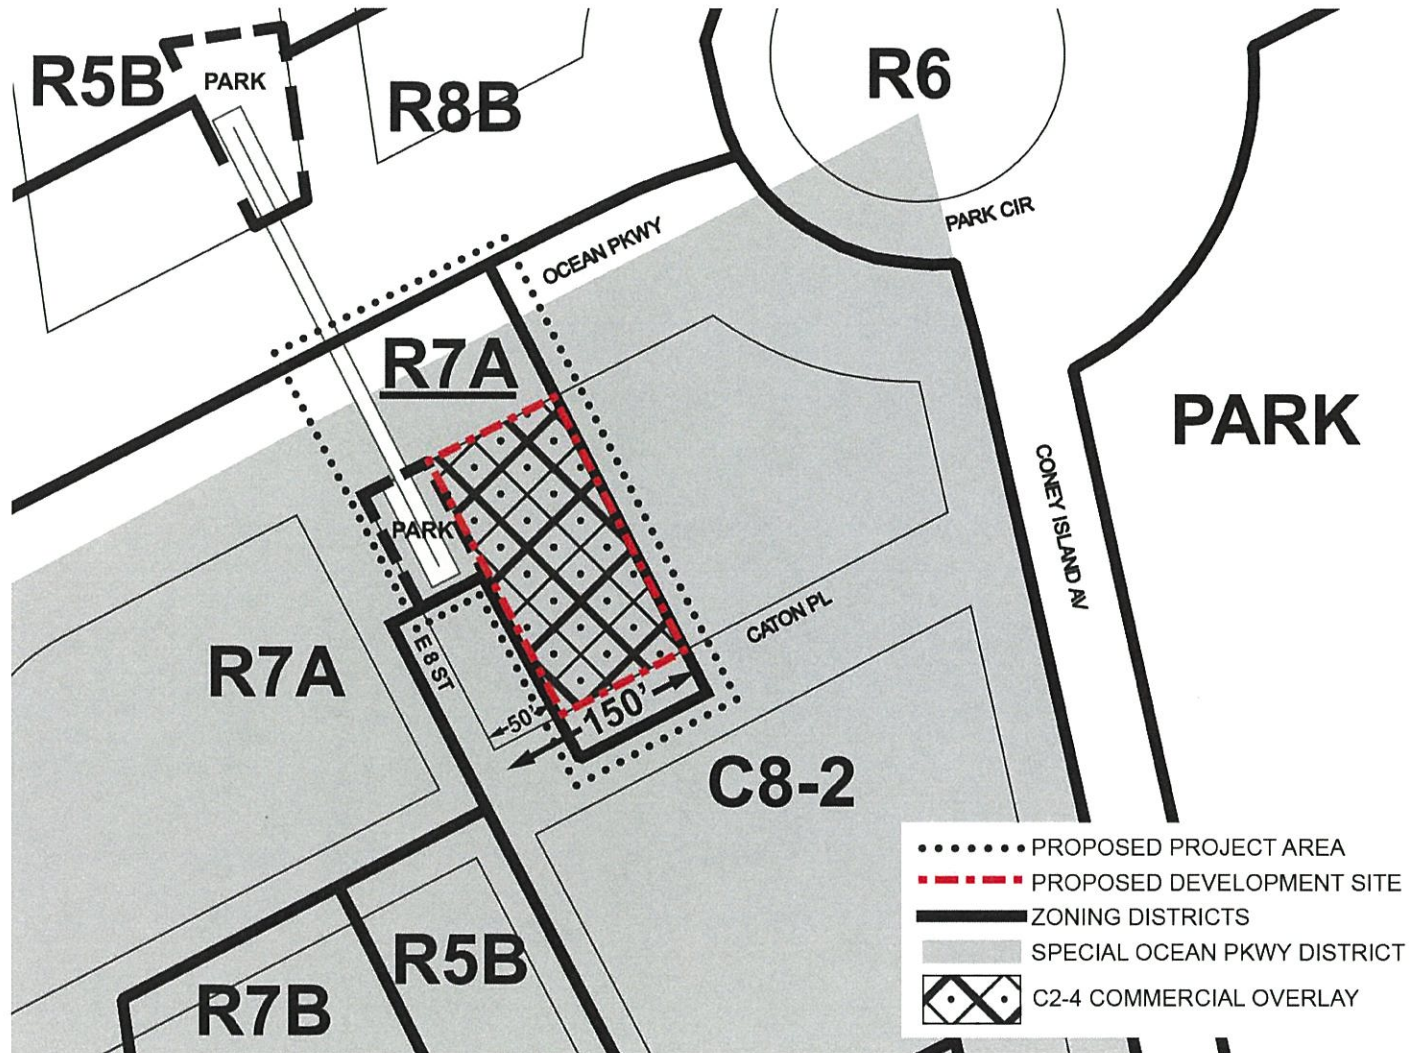 R5B
PARK
R8B
R6
PARK CIR
OCEAN PKWY
R7A
PARK
PARK
CONEY ISLAND AV
R7A
E 8 ST
CATON PL
50'
150'
C8-2
R5B
R7B
PROPOSED PROJECT AREA
PROPOSED DEVELOPMENT SITE
ZONING DISTRICTS
SPECIAL OCEAN PKWY DISTRICT
C2-4 COMMERCIAL OVERLAY